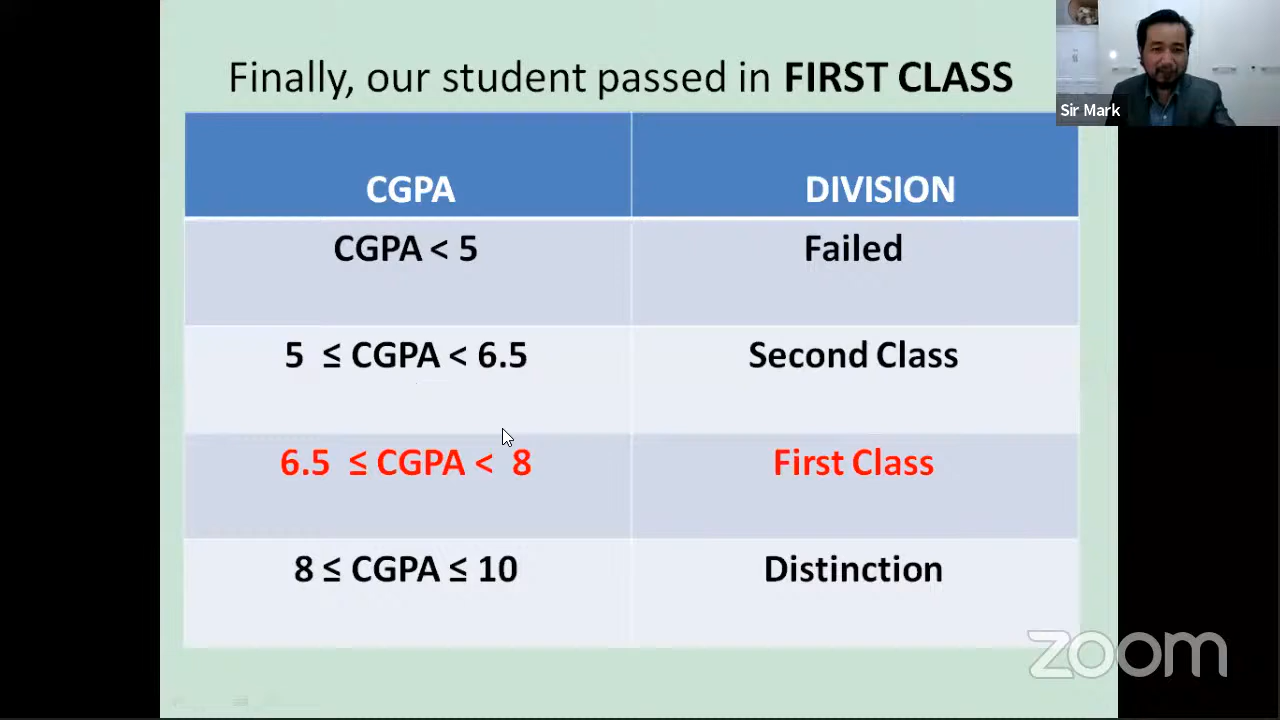 Finally, our student passed in FIRST CLASS
Sir Mark
CGPA DIVISION
CGPA < 5 Failed
5 ≤ CGPA < 6.5 Second Class
6.5 ≤ CGPA < 8 First Class
8 ≤ CGPA ≤ 10 Distinction
zoom